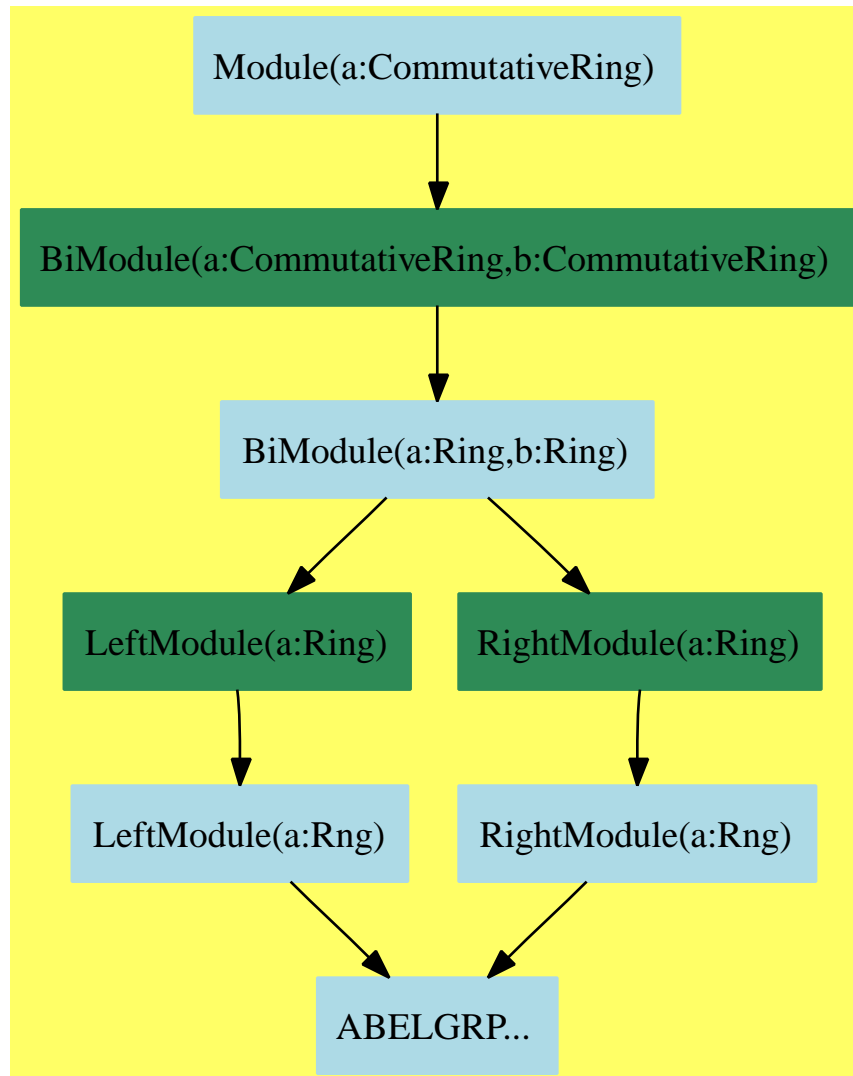 Module(a:CommutativeRing)
BiModule(a:CommutativeRing,b:CommutativeRing)
BiModule(a:Ring,b:Ring)
LeftModule(a:Ring)
RightModule(a:Ring)
LeftModule(a:Rng)
RightModule(a:Rng)
ABELGRP...